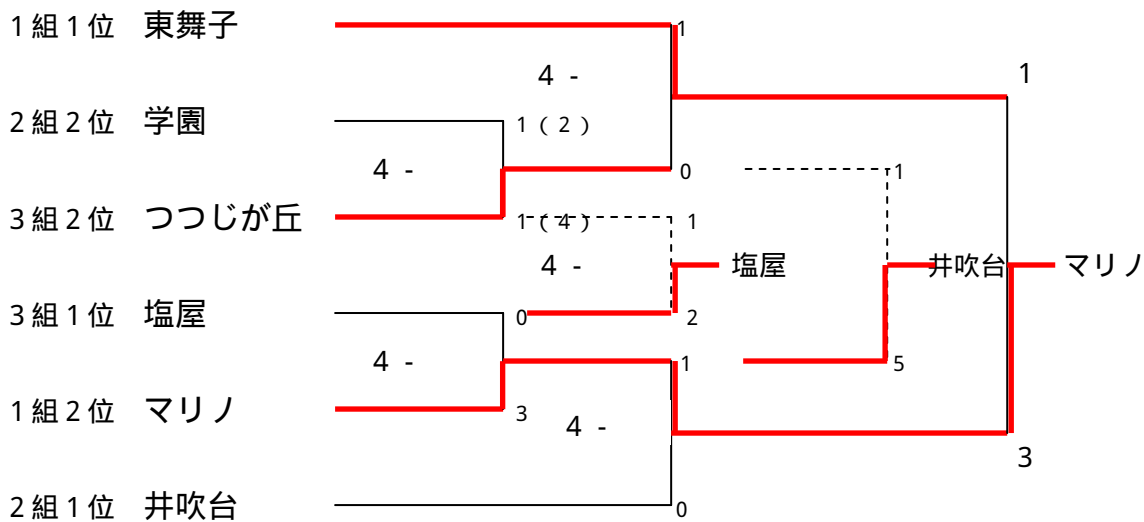 1組1位 東舞子 1
1
4 -
2組2位 学園 1(2)
4 - 0 1
3組2位 つつじが丘 1(4) 1
4 - 塩屋 井吹台 マリノ
3組1位 塩屋 0 2
4 - 1 5
1組2位 マリノ 3
4 -
3
2組1位 井吹台 0